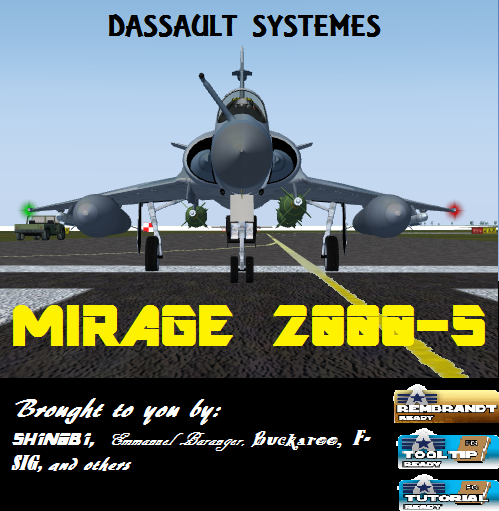 DASSAULT SYSTEMES
MIRAGE 2000-5
Brought to you by:
SHiNOBi, Emmanuel Baranger, Buckaroo, F-
SIG, and others
REMBRANDT
READY
TOOL TIP
READY
TUTORIAL
READY